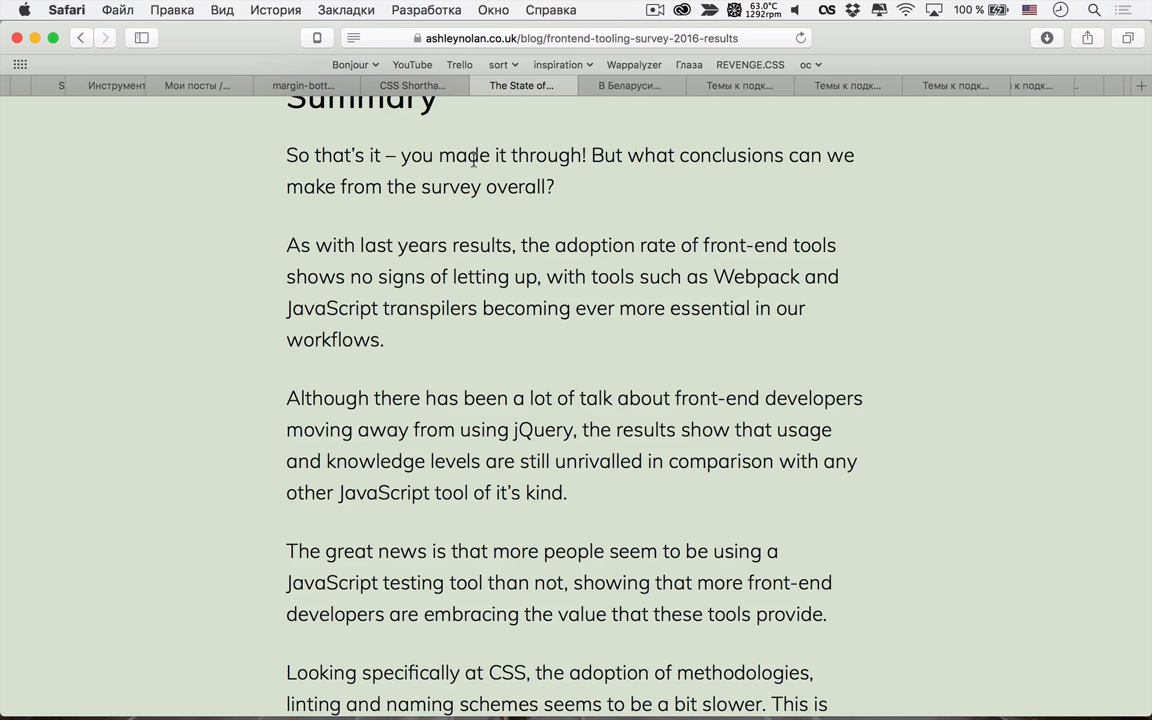 Safari Файл Правка Вид История Закладки Разработка Окно Справка 63.0°C 1292rpm OS 100 %
ashleynolan.co.uk/blog/frontend-tooling-survey-2016-results
Bonjour YouTube Trello sort inspiration Wappalyzer Глаза REVENGE.CSS oc
S Инструмент Мои посты /... margin-bott... CSS Shortha... The State of... В Беларуси... Темы к подк... Темы к подк... Темы к подк... к подк...
Summary
So that’s it – you made it through! But what conclusions can we
make from the survey overall?
As with last years results, the adoption rate of front-end tools
shows no signs of letting up, with tools such as Webpack and
JavaScript transpilers becoming ever more essential in our
workflows.
Although there has been a lot of talk about front-end developers
moving away from using jQuery, the results show that usage
and knowledge levels are still unrivalled in comparison with any
other JavaScript tool of it’s kind.
The great news is that more people seem to be using a
JavaScript testing tool than not, showing that more front-end
developers are embracing the value that these tools provide.
Looking specifically at CSS, the adoption of methodologies,
linting and naming schemes seems to be a bit slower. This is